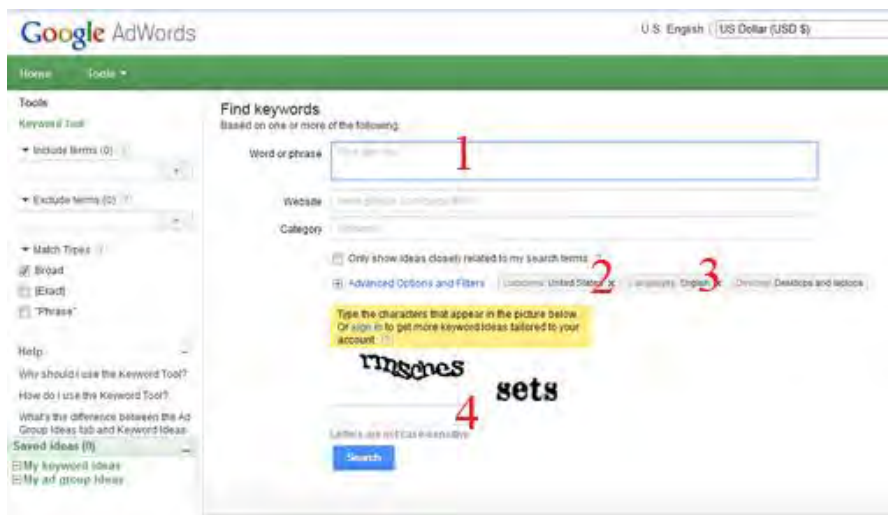 Google AdWords
U.S. English US Dollar (USD $)
Home Tools
Tools
Keyword Tool
Include terms (0)
Exclude terms (0)
Match Types
Broad
[Exact]
"Phrase"
Help
Why should I use the Keyword Tool?
How do I use the Keyword Tool?
What's the difference between the Ad
Group Ideas tab and Keyword Ideas
Saved ideas (0)
My keyword ideas
My ad group ideas
Find keywords
Based on one or more of the following:
Word or phrase 1
Website
Category
Only show ideas closely related to my search terms
Advanced Options and Filters Locations: United States x 2 Languages: English x 3 Devices: Desktops and laptops
Type the characters that appear in the picture below.
Or sign in to get more keyword ideas tailored to your
account.
sets
4
Letters are not case-sensitive
Search